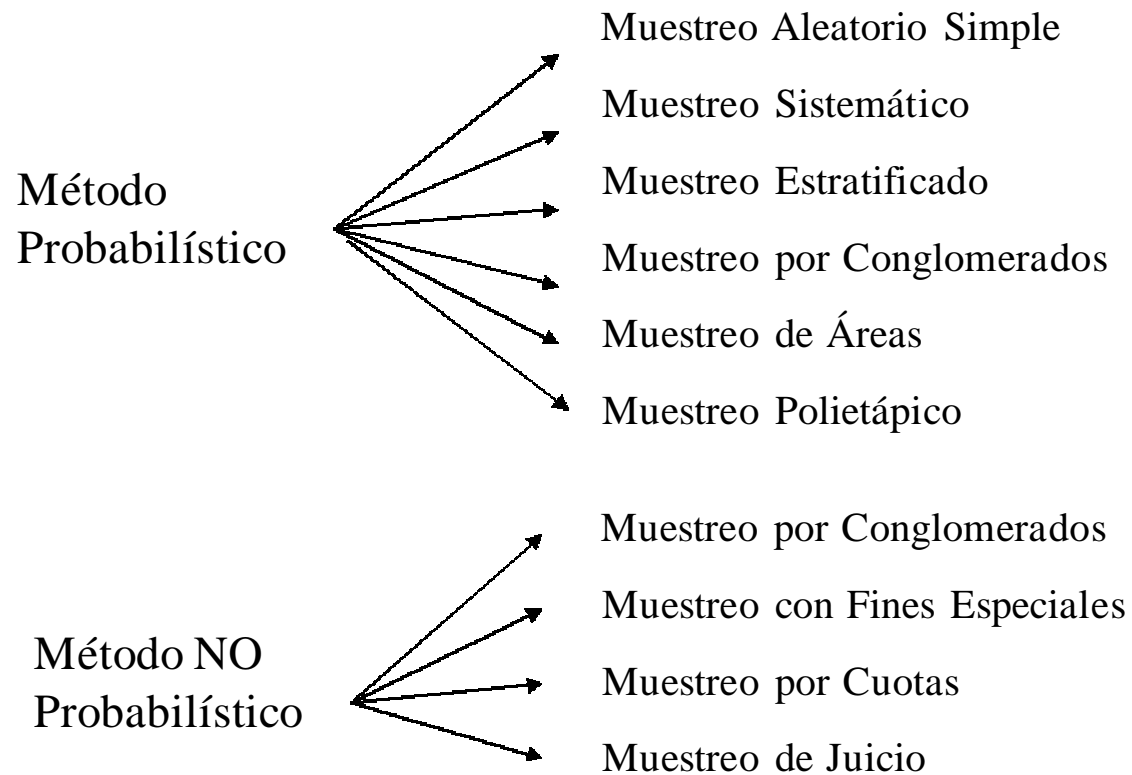 Muestreo Aleatorio Simple
Muestreo Sistemático
Método
Probabilístico
Muestreo Estratificado
Muestreo por Conglomerados
Muestreo de Áreas
Muestreo Polietápico
Muestreo por Conglomerados
Muestreo con Fines Especiales
Método NO
Probabilístico
Muestreo por Cuotas
Muestreo de Juicio